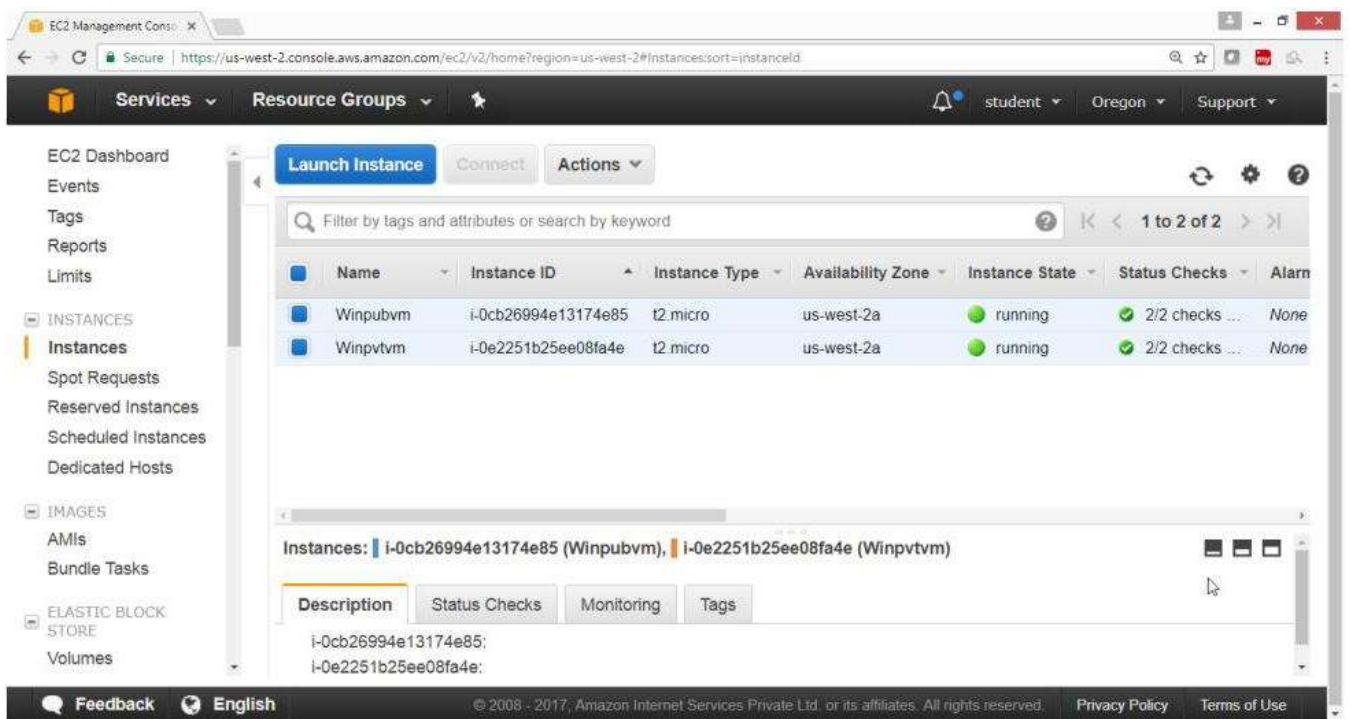 EC2 Management Conso
Secure | https://us-west-2.console.aws.amazon.com/ec2/v2/home?region=us-west-2#Instances:sort=instanceId
Services Resource Groups student Oregon Support
EC2 Dashboard
Events
Tags
Reports
Limits
INSTANCES
Instances
Spot Requests
Reserved Instances
Scheduled Instances
Dedicated Hosts
IMAGES
AMIs
Bundle Tasks
ELASTIC BLOCK
STORE
Volumes
Launch Instance Connect Actions
Filter by tags and attributes or search by keyword 1 to 2 of 2
Name Instance ID Instance Type Availability Zone Instance State Status Checks Alarm
Winpubvm i-0cb26994e13174e85 t2.micro us-west-2a running 2/2 checks ... None
Winpvtvm i-0e2251b25ee08fa4e t2.micro us-west-2a running 2/2 checks ... None
Instances: i-0cb26994e13174e85 (Winpubvm), i-0e2251b25ee08fa4e (Winpvtvm)
Description Status Checks Monitoring Tags
i-0cb26994e13174e85:
i-0e2251b25ee08fa4e:
Feedback English © 2008 - 2017, Amazon Internet Services Private Ltd. or its affiliates. All rights reserved. Privacy Policy Terms of Use